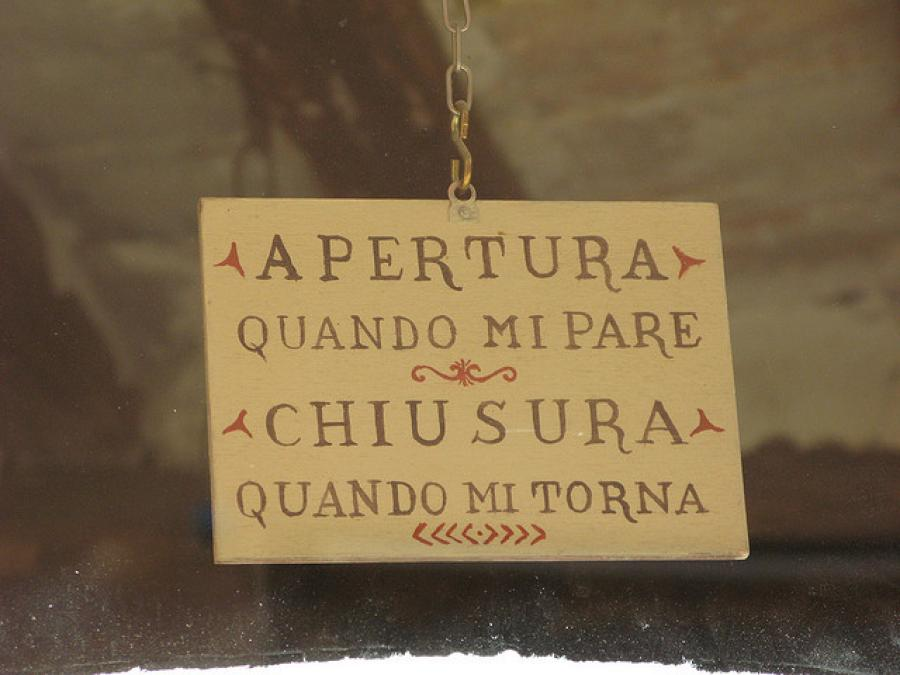 APERTURA
QUANDO MI PARE
CHIUSURA
QUANDO MI TORNA